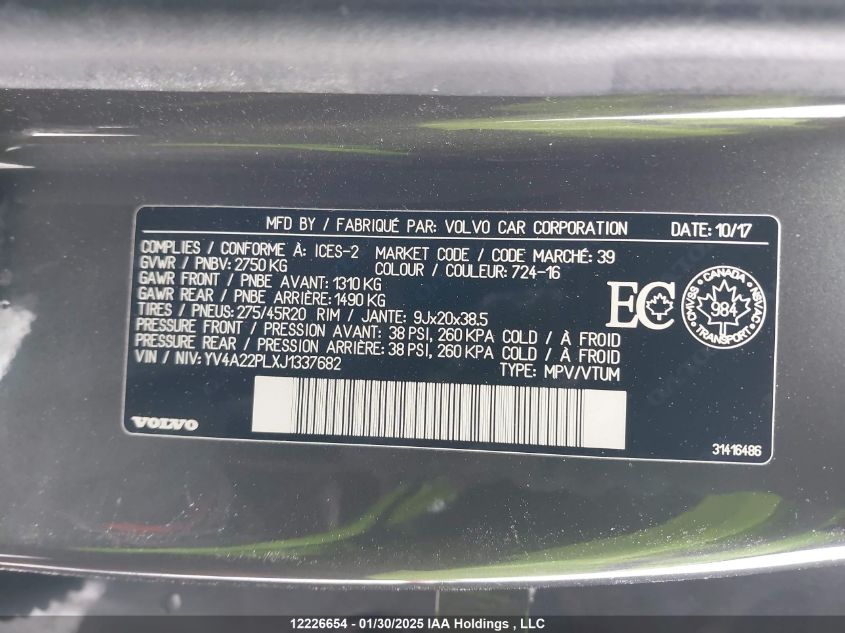 MFD BY / FABRIQUÉ PAR: VOLVO CAR CORPORATION DATE: 10/17
COMPLIES / CONFORME À: ICES-2 MARKET CODE / CODE MARCHÉ: 39
GVWR / PNBV: 2750 KG COLOUR / COULEUR: 724-16
GAWR FRONT / PNBE AVANT: 1310 KG
GAWR REAR / PNBE ARRIÈRE: 1490 KG
TIRES / PNEUS: 275/45R20 RIM / JANTE: 9Jx20x38.5
PRESSURE FRONT / PRESSION AVANT: 38 PSI, 260 KPA COLD / À FROID
PRESSURE REAR / PRESSION ARRIÈRE: 38 PSI, 260 KPA COLD / À FROID
VIN / NIV: YV4A22PLXJ1337682 TYPE: MPV/VTUM
EC
CANADA
CMVSS
984
NSVAC
TRANSPORT
VOLVO
31416486
12226654 - 01/30/2025 IAA Holdings , LLC